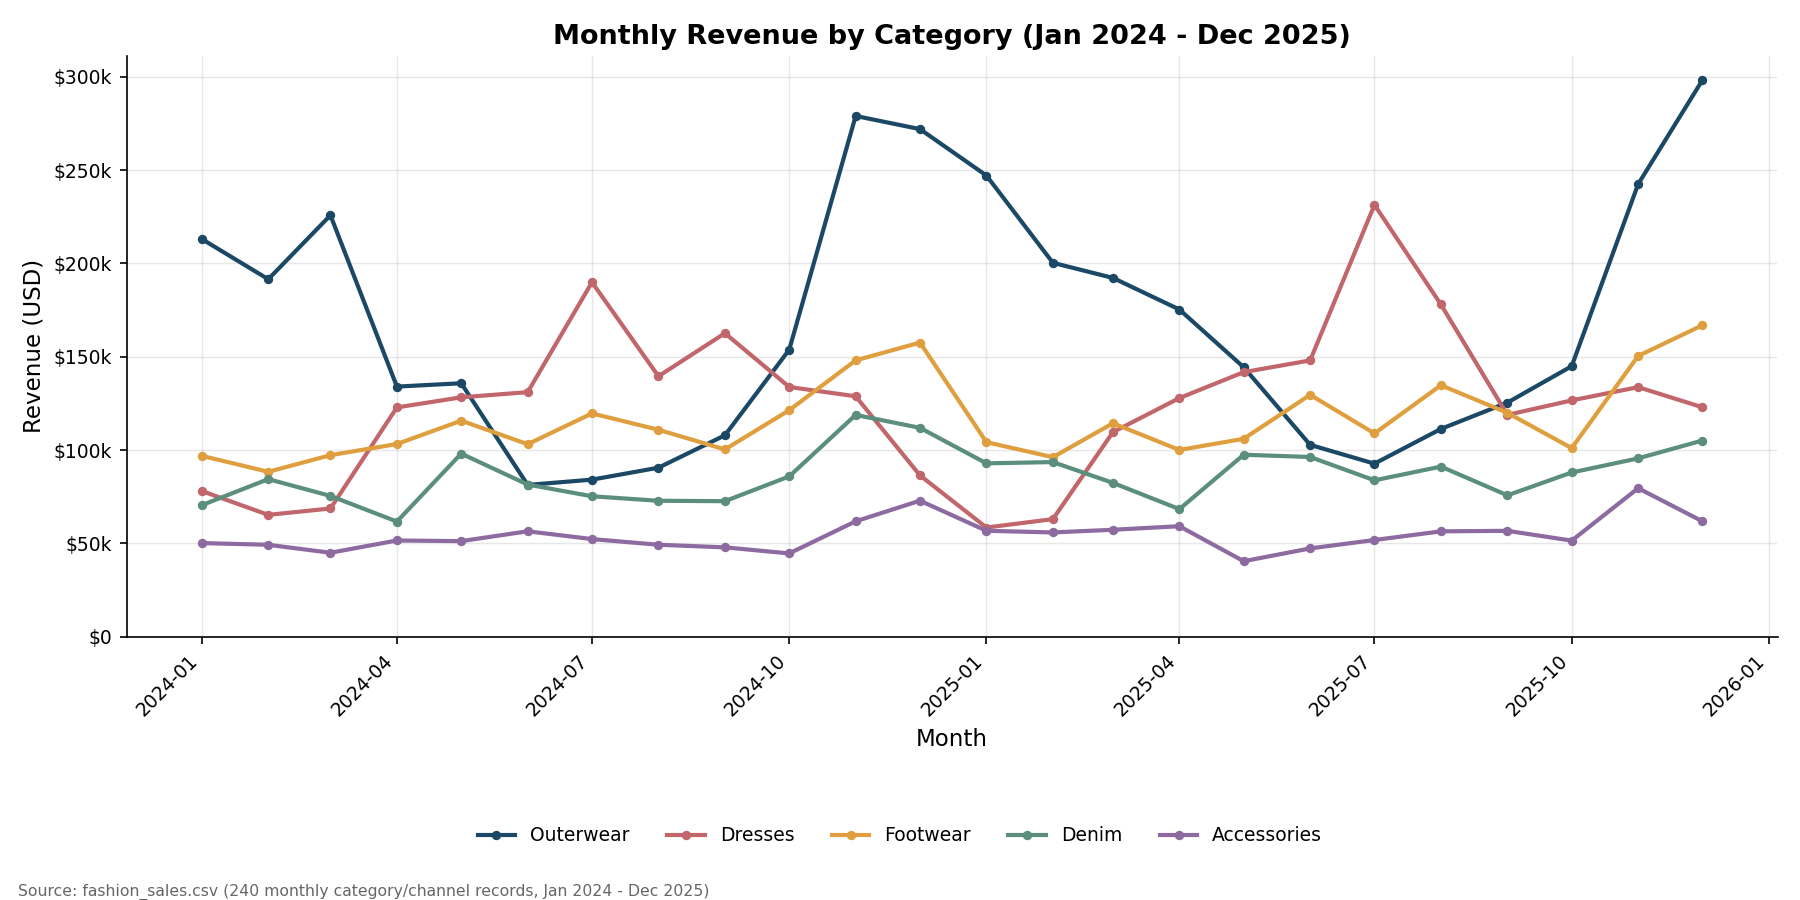 Monthly Revenue by Category (Jan 2024 - Dec 2025)
Revenue (USD)
$300k
$250k
$200k
$150k
$100k
$50k
$0
2024-01
2024-04
2024-07
2024-10
2025-01
2025-04
2025-07
2025-10
2026-01
Month
Outerwear Dresses Footwear Denim Accessories
Source: fashion_sales.csv (240 monthly category/channel records, Jan 2024 - Dec 2025)